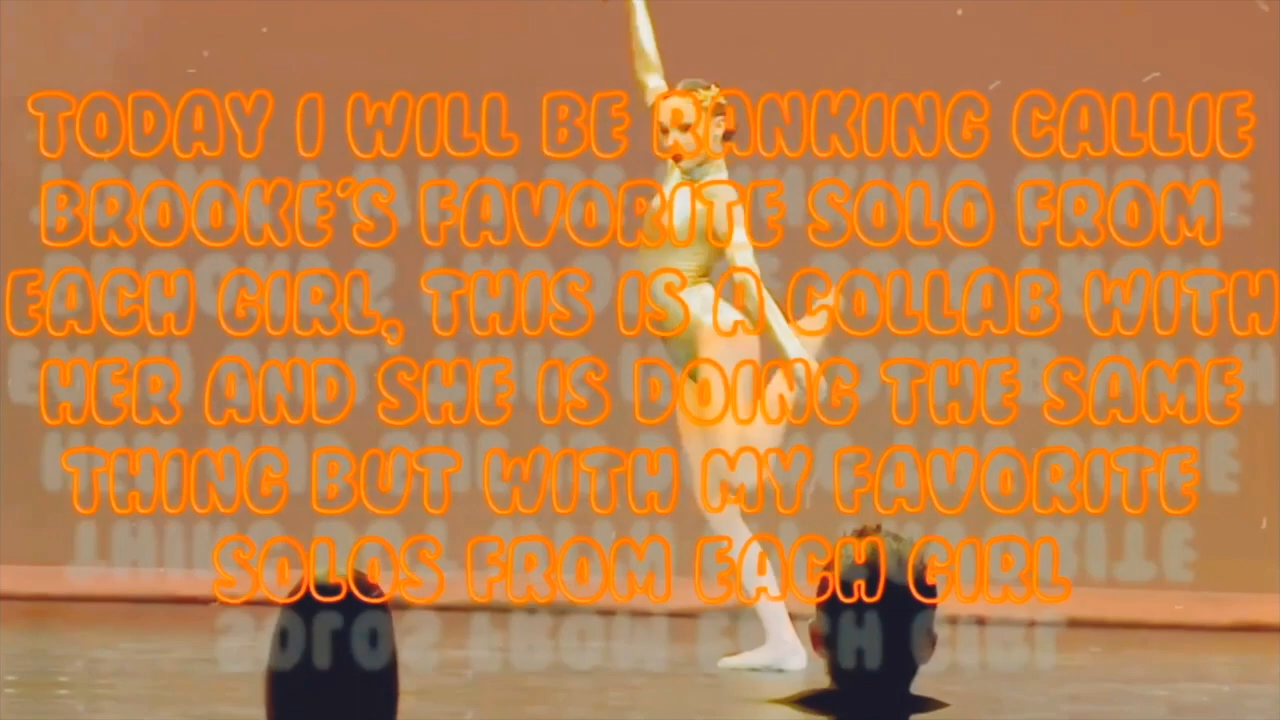 TODAY I WILL BE RANKING CALLIE
BROOKE'S FAVORITE SOLO FROM
EACH GIRL, THIS IS A COLLAB WITH
HER AND SHE IS DOING THE SAME
THING BUT WITH MY FAVORITE
SOLOS FROM EACH GIRL